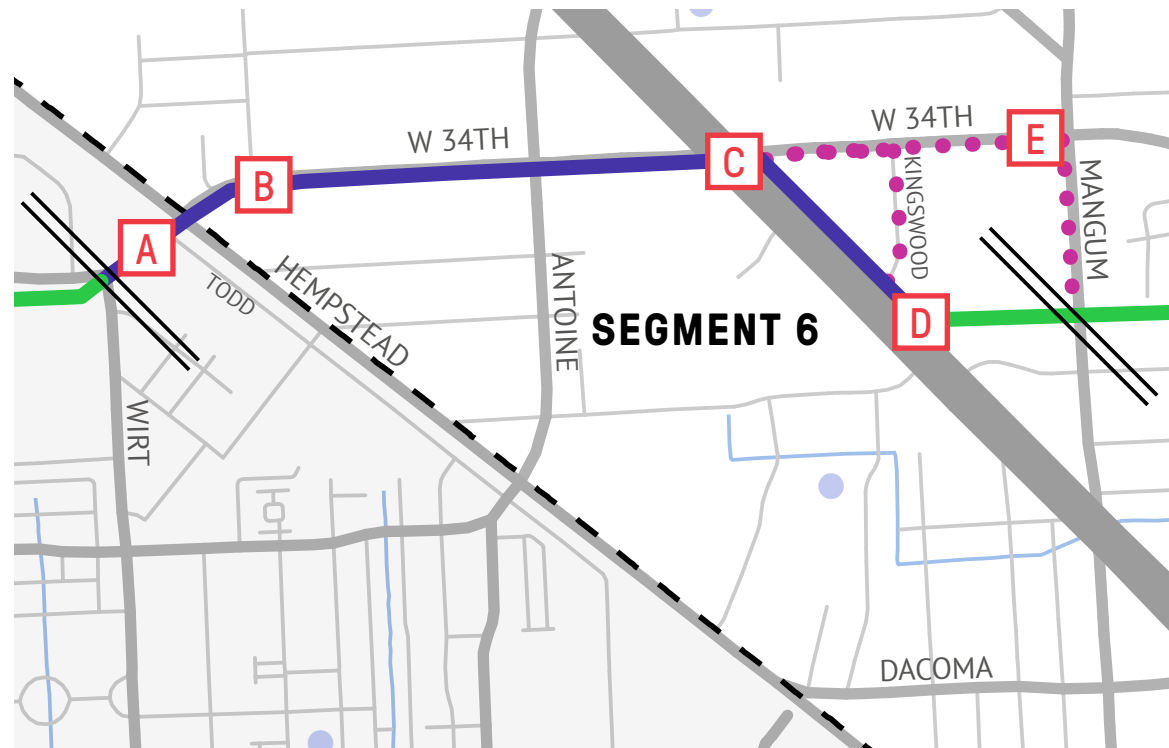 W 34TH
W 34TH
E
C
B
KINGSWOOD
MANGUM
A
HEMPSTEAD
TODD
ANTOINE
SEGMENT 6
D
WIRT
DACOMA